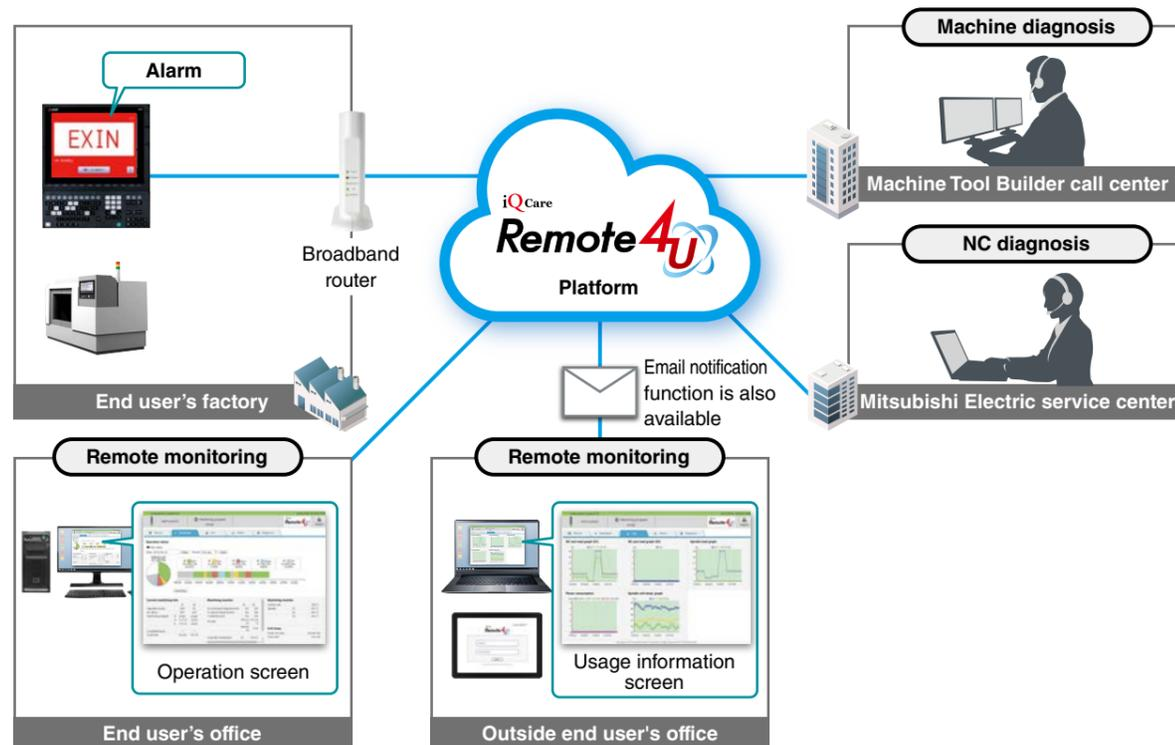 Alarm
EXIN
Broadband
router
End user's factory
iQ Care
Remote4U
Platform
Machine diagnosis
Machine Tool Builder call center
NC diagnosis
Mitsubishi Electric service center
Email notification
function is also
available
Remote monitoring
Operation screen
End user's office
Remote monitoring
Remote4U
Usage information
screen
Outside end user's office